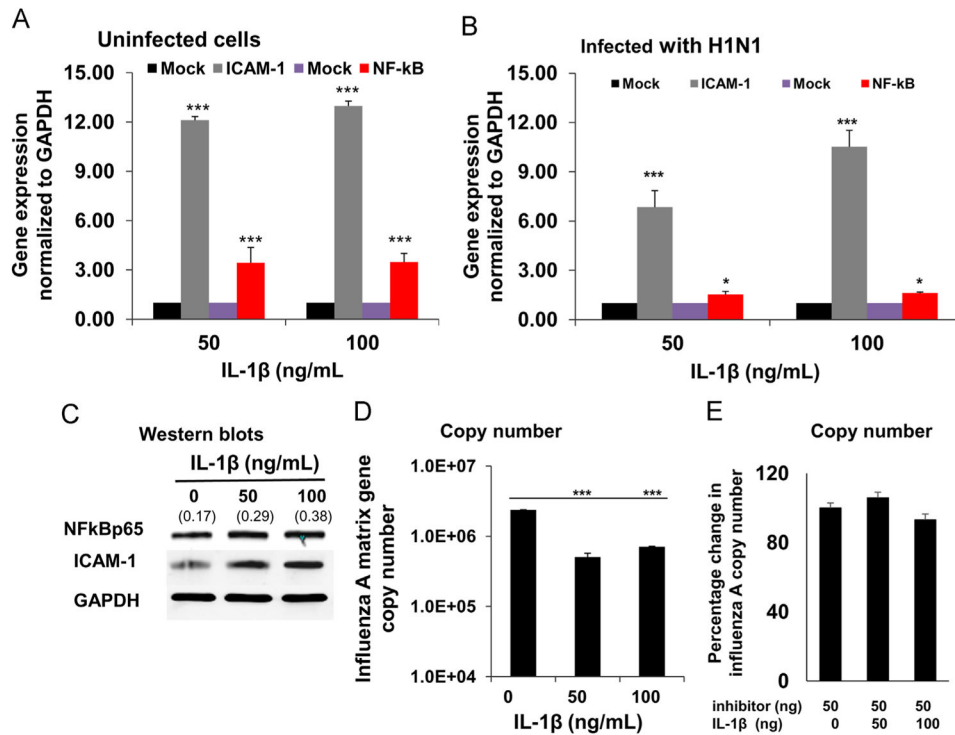 A
Uninfected cells
Mock ICAM-1 Mock NF-kB
Gene expression
normalized to GAPDH
15.00
12.00
9.00
6.00
3.00
0.00
***
***
***
***
50
100
IL-1β (ng/mL
B
Infected with H1N1
Mock ICAM-1 Mock NF-kB
Gene expression
normalized to GAPDH
15.00
12.00
9.00
6.00
3.00
0.00
***
*
***
*
50
100
IL-1β (ng/mL)
C
Western blots
IL-1β (ng/mL)
0 50 100
(0.17) (0.29) (0.38)
NFkBp65
ICAM-1
GAPDH
D
Copy number
Influenza A matrix gene
copy number
1.0E+07
1.0E+06
1.0E+05
1.0E+04
*** ***
0 50 100
IL-1β (ng/mL)
E
Copy number
Percentage change in
influenza A copy number
120
80
40
0
inhibitor (ng) 50 50 50
IL-1β (ng) 0 50 100